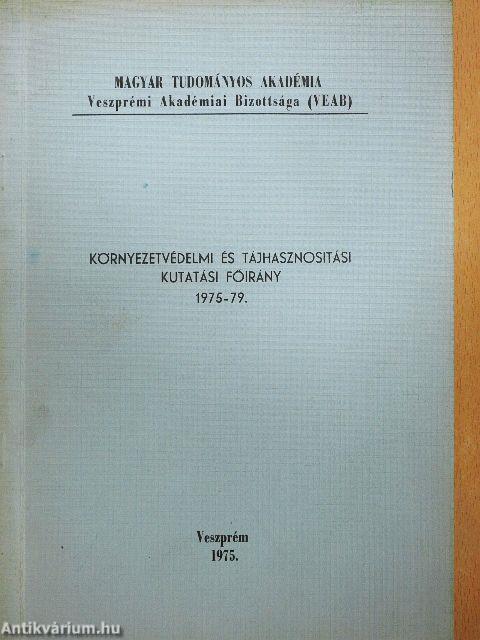 MAGYAR TUDOMÁNYOS AKADÉMIA
Veszprémi Akadémiai Bizottsága (VEAB)
KÖRNYEZETVÉDELMI ÉS TÁJHASZNOSITÁSI
KUTATÁSI FŐIRÁNY
1975-79.
Veszprém
1975.
Antikvárium.hu